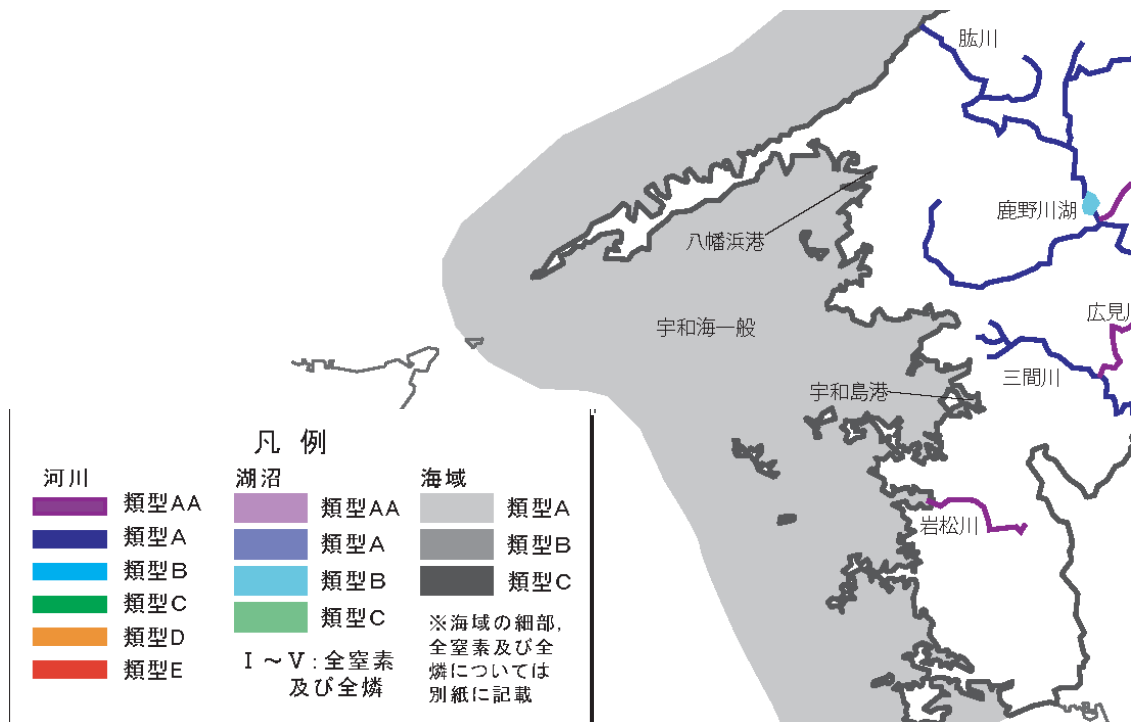 肱川
鹿野川湖
八幡浜港
宇和海一般
広見川
三間川
宇和島港
岩松川
凡 例
河川
類型AA
類型A
類型B
類型C
類型D
類型E
湖沼
類型AA
類型A
類型B
類型C
I～V:全窒素
及び全燐
海域
類型A
類型B
類型C
※海域の細部,
全窒素及び全
燐については
別紙に記載